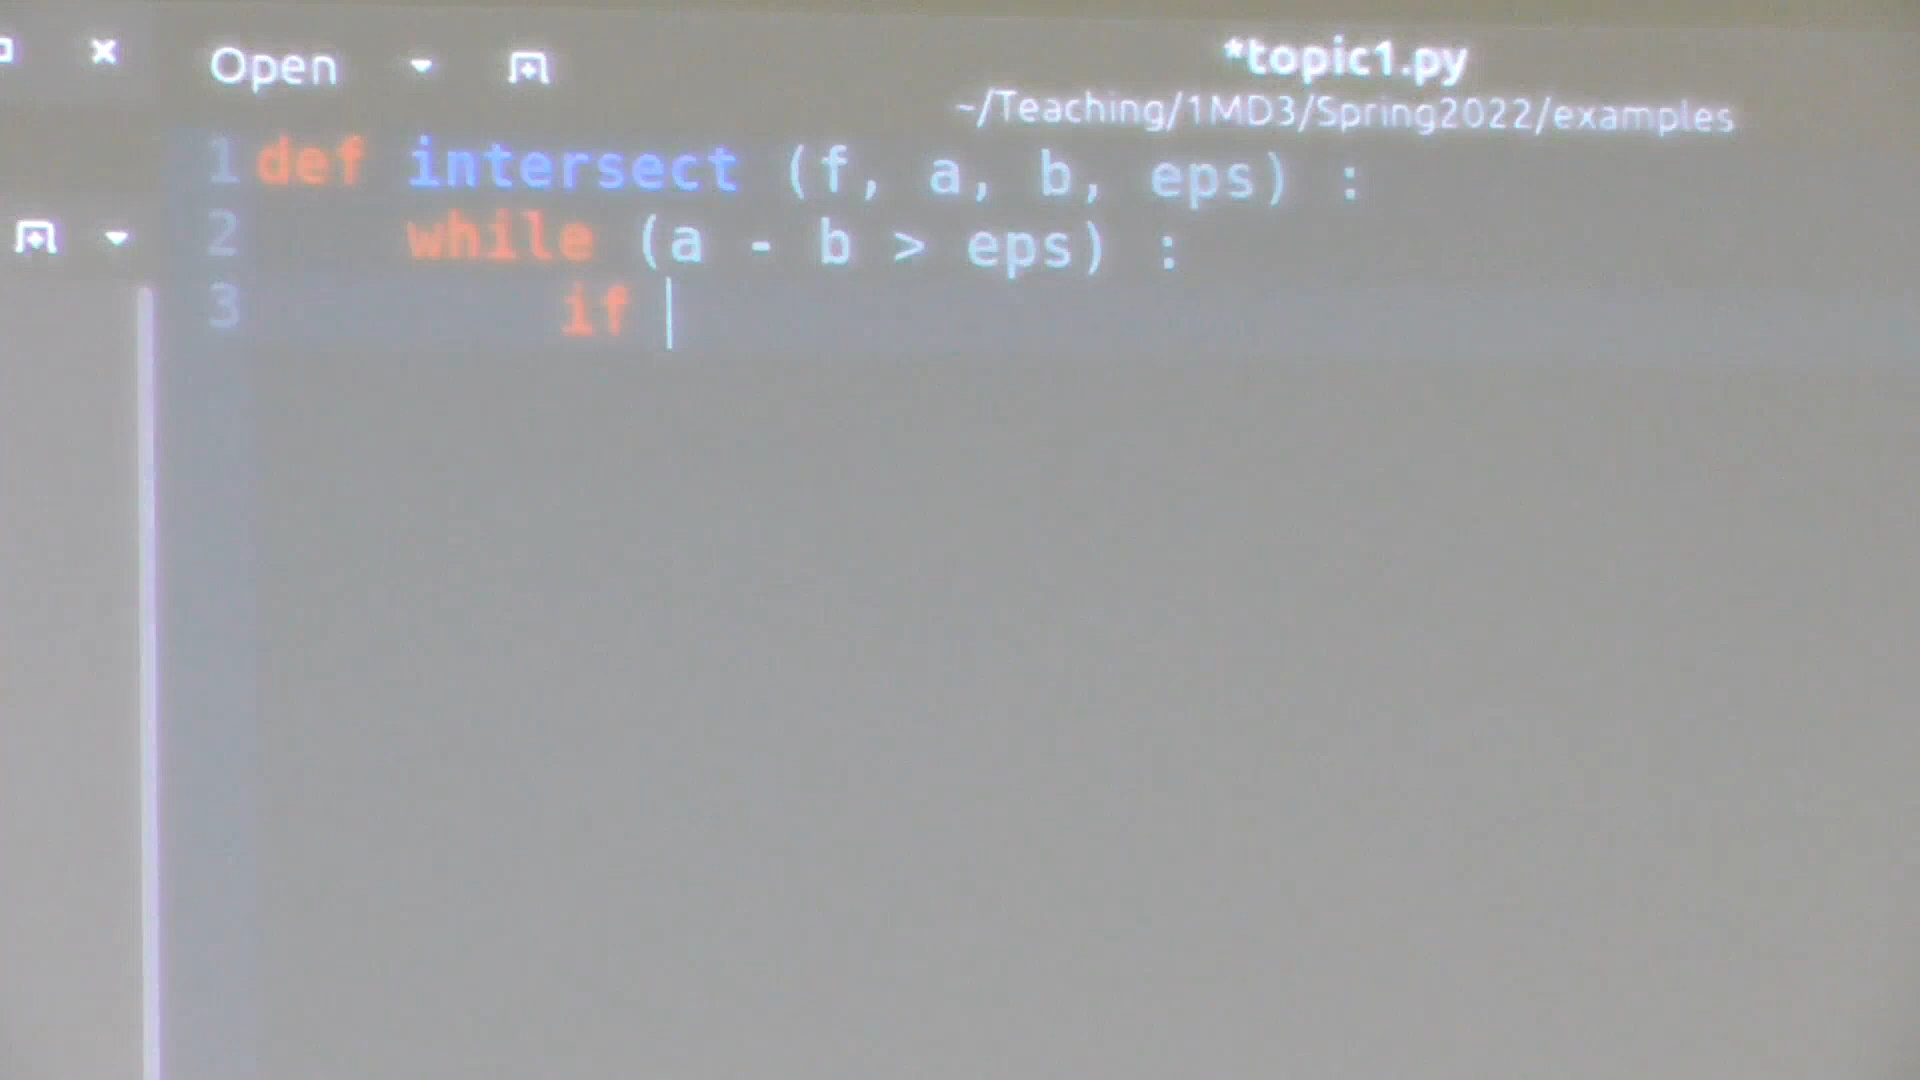 Open
*topic1.py
~/Teaching/1MD3/Spring2022/examples
1 def intersect (f, a, b, eps) :
2     while (a - b > eps) :
3         if